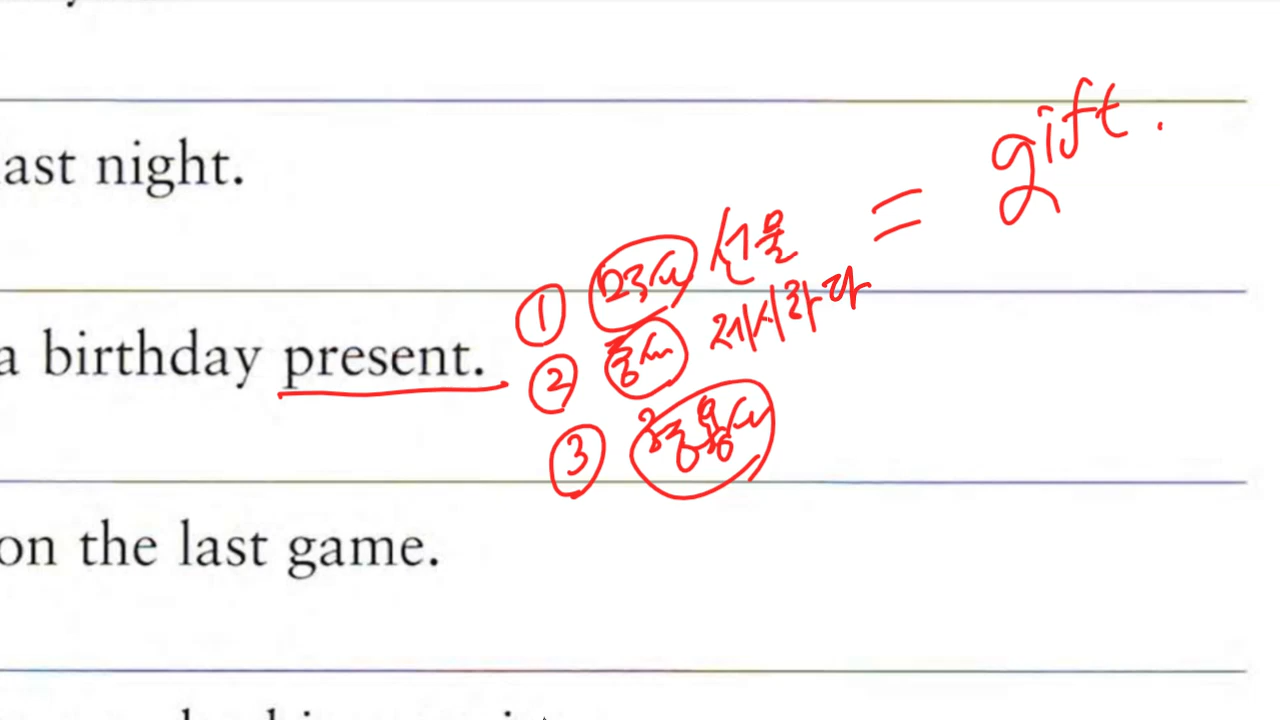 last night.
= gift.
① 명사 선물
② 동사 제시하다
a birthday present.
③ 형용사
on the last game.